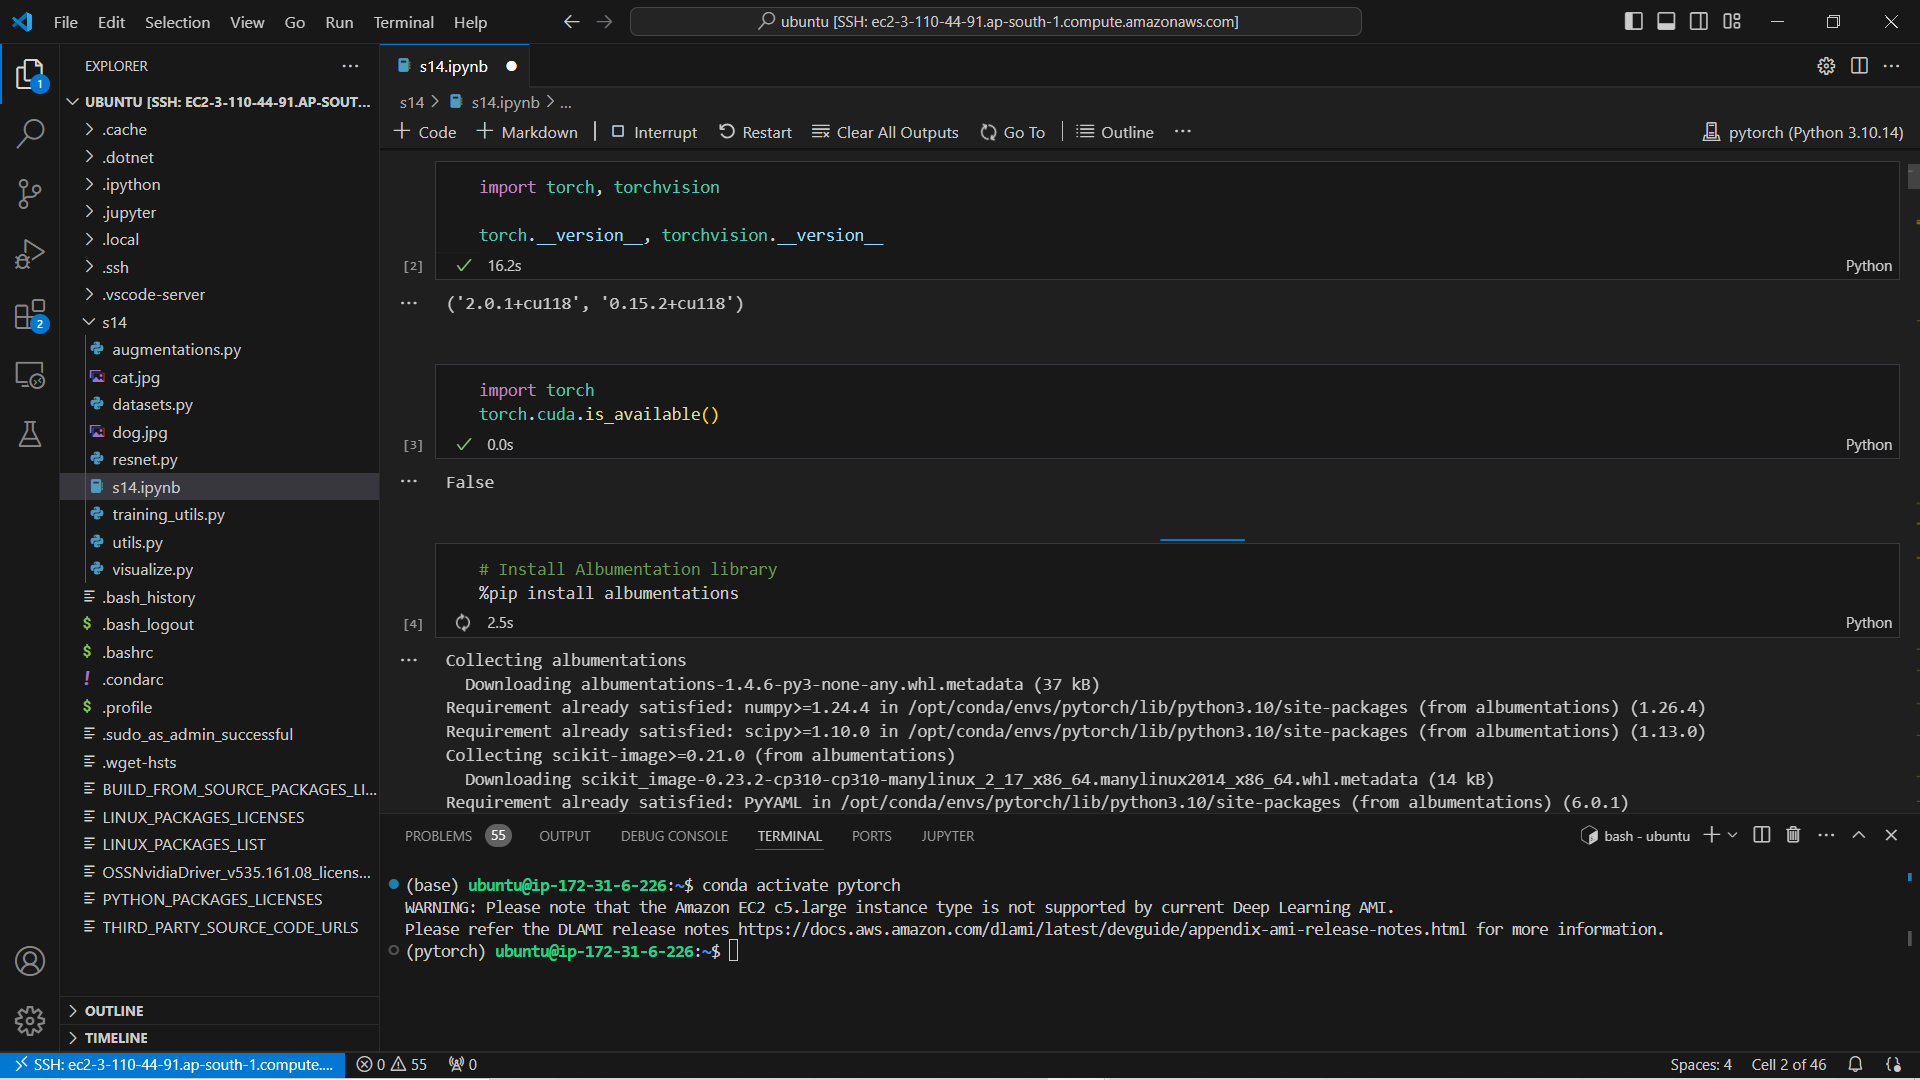 File Edit Selection View Go Run Terminal Help
ubuntu [SSH: ec2-3-110-44-91.ap-south-1.compute.amazonaws.com]
EXPLORER
1
2
UBUNTU [SSH: EC2-3-110-44-91.AP-SOUT...
.cache
.dotnet
.ipython
.jupyter
.local
.ssh
.vscode-server
s14
augmentations.py
cat.jpg
datasets.py
dog.jpg
resnet.py
s14.ipynb
training_utils.py
utils.py
visualize.py
.bash_history
$ .bash_logout
$ .bashrc
! .condarc
$ .profile
.sudo_as_admin_successful
.wget-hsts
BUILD_FROM_SOURCE_PACKAGES_LI...
LINUX_PACKAGES_LICENSES
LINUX_PACKAGES_LIST
OSSNvidiaDriver_v535.161.08_licens...
PYTHON_PACKAGES_LICENSES
THIRD_PARTY_SOURCE_CODE_URLS
OUTLINE
TIMELINE
s14.ipynb
s14 > s14.ipynb > ...
+ Code + Markdown | Interrupt Restart Clear All Outputs Go To | Outline ...
pytorch (Python 3.10.14)
import torch, torchvision
torch.__version__, torchvision.__version__
[2] 16.2s Python
('2.0.1+cu118', '0.15.2+cu118')
import torch
torch.cuda.is_available()
[3] 0.0s Python
False
# Install Albumentation library
%pip install albumentations
[4] 2.5s Python
Collecting albumentations
Downloading albumentations-1.4.6-py3-none-any.whl.metadata (37 kB)
Requirement already satisfied: numpy>=1.24.4 in /opt/conda/envs/pytorch/lib/python3.10/site-packages (from albumentations) (1.26.4)
Requirement already satisfied: scipy>=1.10.0 in /opt/conda/envs/pytorch/lib/python3.10/site-packages (from albumentations) (1.13.0)
Collecting scikit-image>=0.21.0 (from albumentations)
Downloading scikit_image-0.23.2-cp310-cp310-manylinux_2_17_x86_64.manylinux2014_x86_64.whl.metadata (14 kB)
Requirement already satisfied: PyYAML in /opt/conda/envs/pytorch/lib/python3.10/site-packages (from albumentations) (6.0.1)
PROBLEMS 55 OUTPUT DEBUG CONSOLE TERMINAL PORTS JUPYTER
bash - ubuntu
(base) ubuntu@ip-172-31-6-226:~$ conda activate pytorch
WARNING: Please note that the Amazon EC2 c5.large instance type is not supported by current Deep Learning AMI.
Please refer the DLAMI release notes https://docs.aws.amazon.com/dlami/latest/devguide/appendix-ami-release-notes.html for more information.
(pytorch) ubuntu@ip-172-31-6-226:~$
SSH: ec2-3-110-44-91.ap-south-1.compute.... 0 55 0
Spaces: 4 Cell 2 of 46